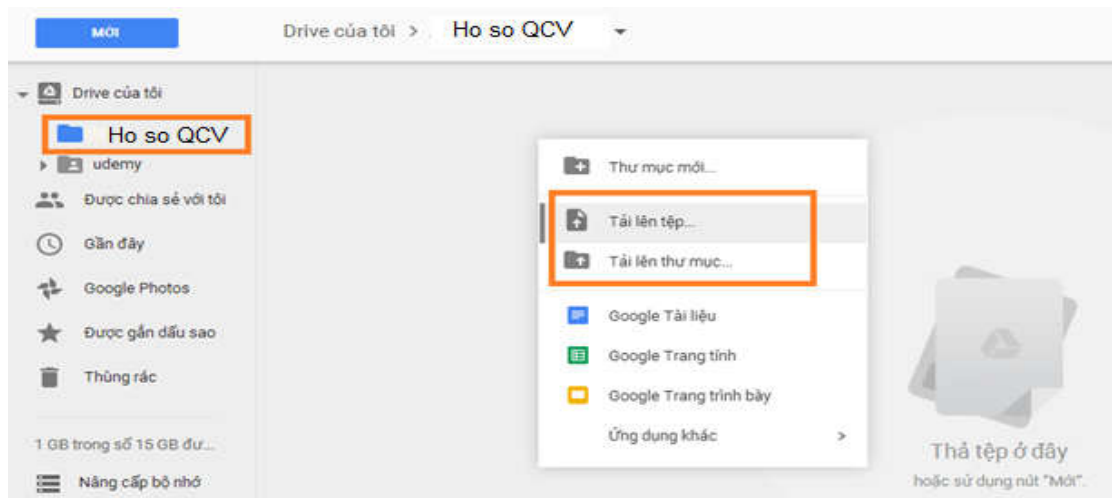 MỚI
Drive của tôi > Ho so QCV
Drive của tôi
Ho so QCV
udemy
Được chia sẻ với tôi
Gần đây
Google Photos
Được gắn dấu sao
Thùng rác
1 GB trong số 15 GB đư...
Nâng cấp bộ nhớ
Thư mục mới...
Tải lên tệp...
Tải lên thư mục...
Google Tài liệu
Google Trang tính
Google Trang trình bày
Ứng dụng khác >
Thả tệp ở đây
hoặc sử dụng nút "Mới".